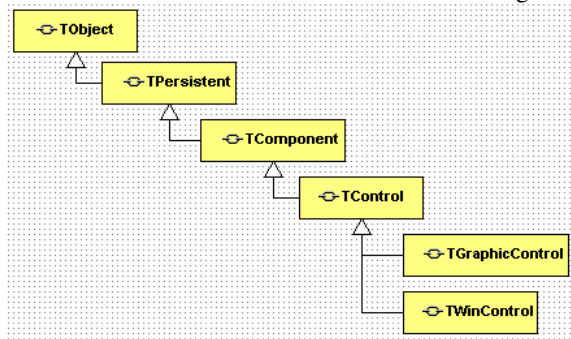 TObject
TPersistent
TComponent
TControl
TGraphicControl
TWinControl